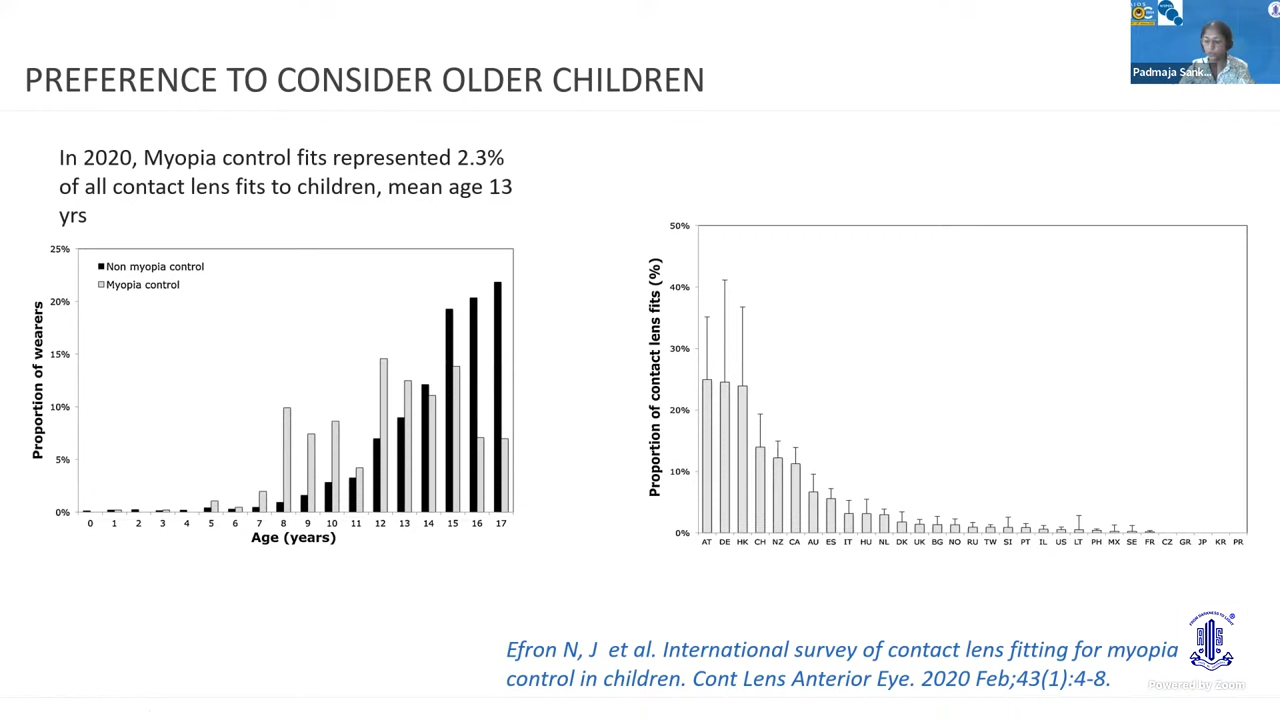 Padmaja Sank...
PREFERENCE TO CONSIDER OLDER CHILDREN
In 2020, Myopia control fits represented 2.3%
of all contact lens fits to children, mean age 13
yrs
25%
20%
15%
10%
5%
0%
Proportion of wearers
Non myopia control
Myopia control
0 1 2 3 4 5 6 7 8 9 10 11 12 13 14 15 16 17
Age (years)
50%
40%
30%
20%
10%
0%
Proportion of contact lens fits (%)
AT DE HK CH NZ CA AU ES IT HU NL DK UK BG NO RU TW SI PT IL US LT PH MX SE FR CZ GR JP KR PR
Efron N, J et al. International survey of contact lens fitting for myopia
control in children. Cont Lens Anterior Eye. 2020 Feb;43(1):4-8.
Powered by Zoom